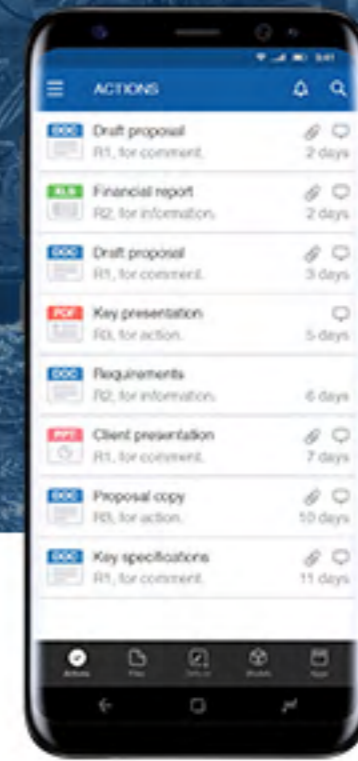 9:41
ACTIONS
DOC Draft proposal
R1, for comment. 2 days
XLS Financial report
R2, for information. 2 days
DOC Draft proposal
R1, for comment. 3 days
PDF Key presentation
R3, for action. 5 days
DOC Requirements
R2, for information. 6 days
PPT Client presentation
R1, for comment. 7 days
DOC Proposal copy
R3, for action. 10 days
DOC Key specifications
R1, for comment. 11 days
Actions Files Models